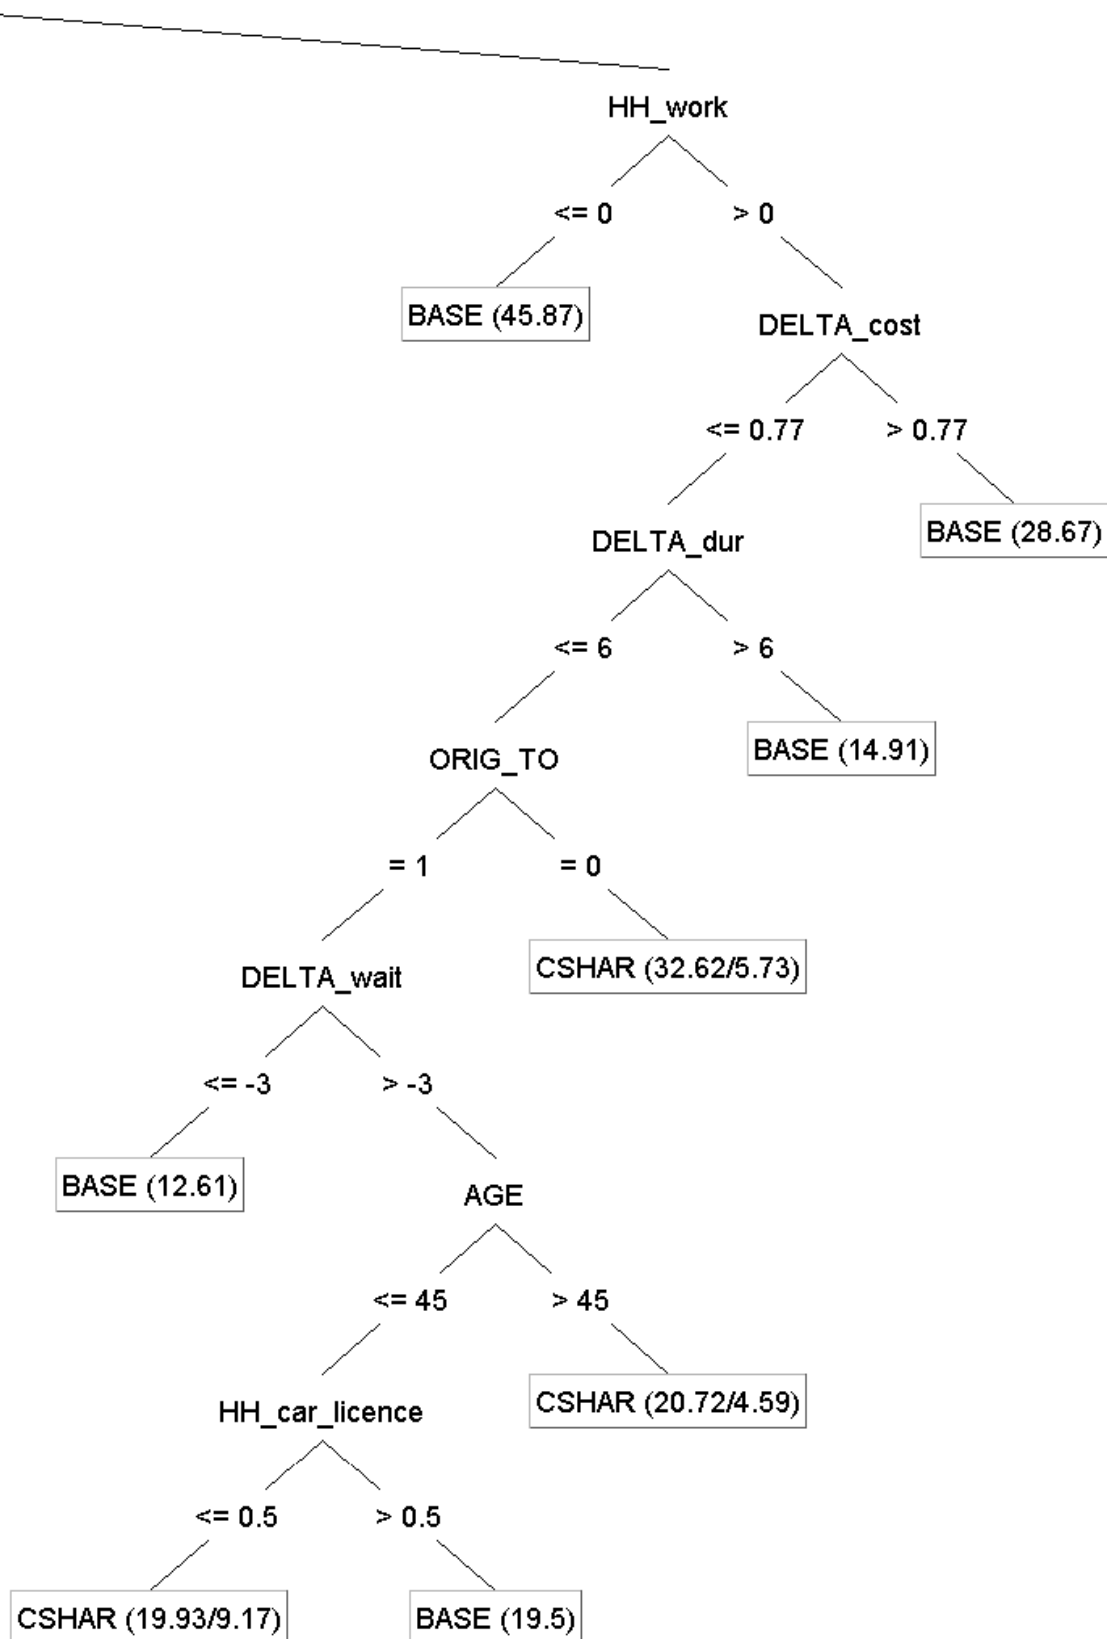 HH_work
<= 0
> 0
BASE (45.87)
DELTA_cost
<= 0.77
> 0.77
DELTA_dur
BASE (28.67)
<= 6
> 6
ORIG_TO
BASE (14.91)
= 1
= 0
DELTA_wait
CSHAR (32.62/5.73)
<= -3
> -3
BASE (12.61)
AGE
<= 45
> 45
HH_car_licence
CSHAR (20.72/4.59)
<= 0.5
> 0.5
CSHAR (19.93/9.17)
BASE (19.5)